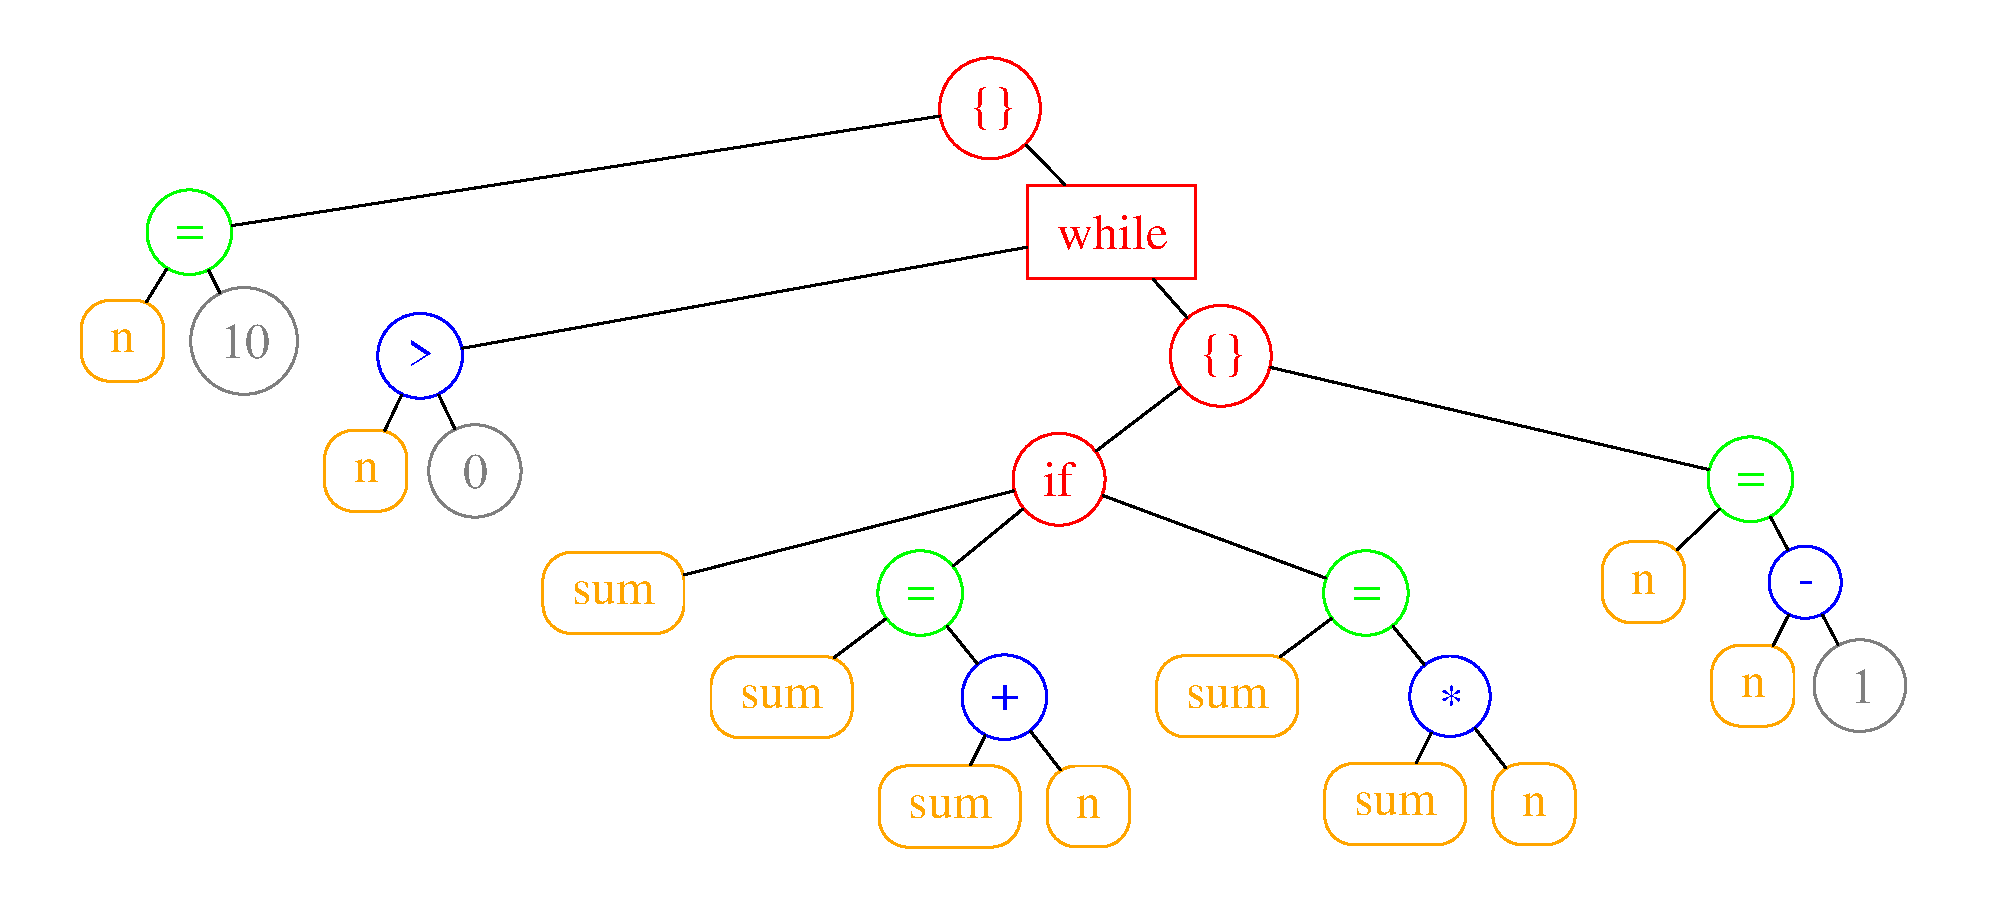 {}
=
while
n
10
>
{}
n
0
if
=
sum
=
=
n
-
sum
+
sum
*
n
1
sum
n
sum
n